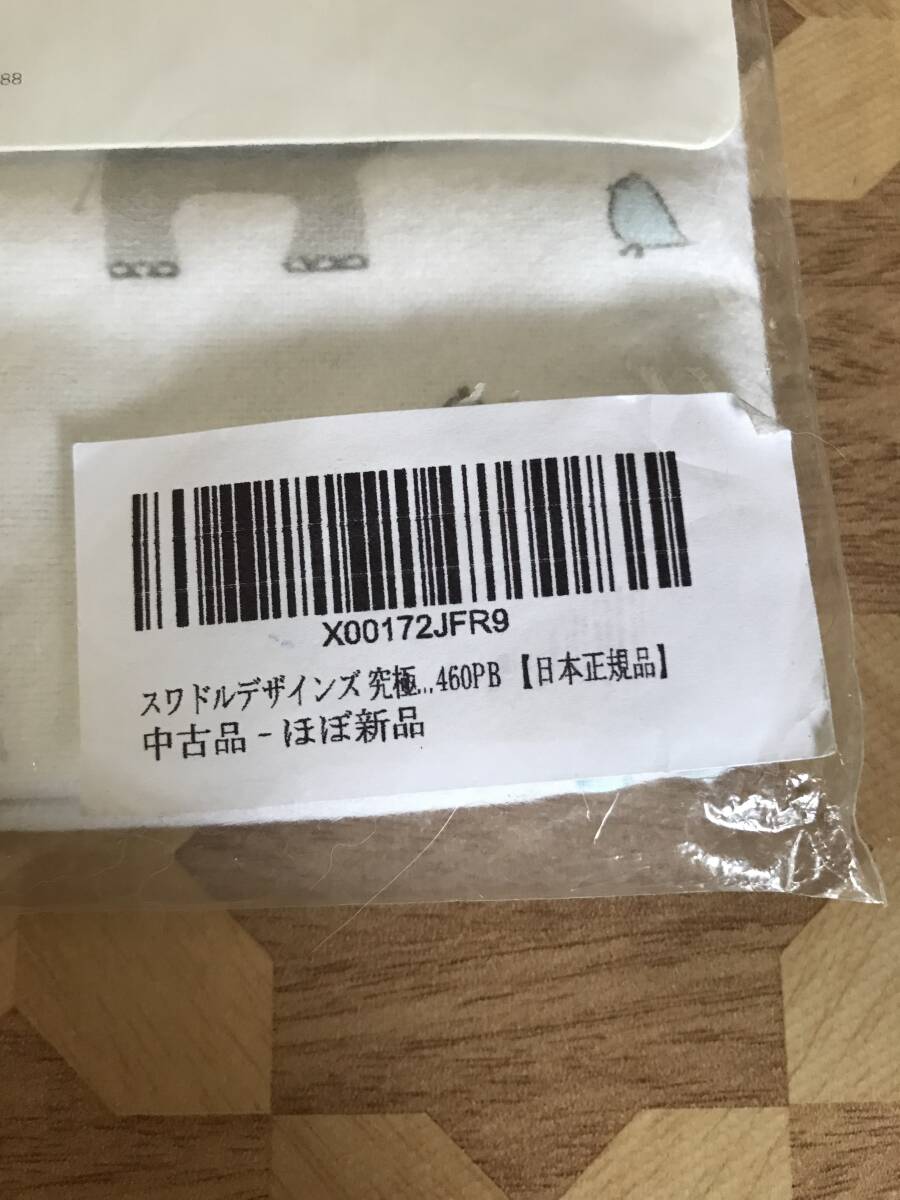 88
X00172JFR9
スワドルデザインズ 究極...460PB 【日本正規品】
中古品 - ほぼ新品